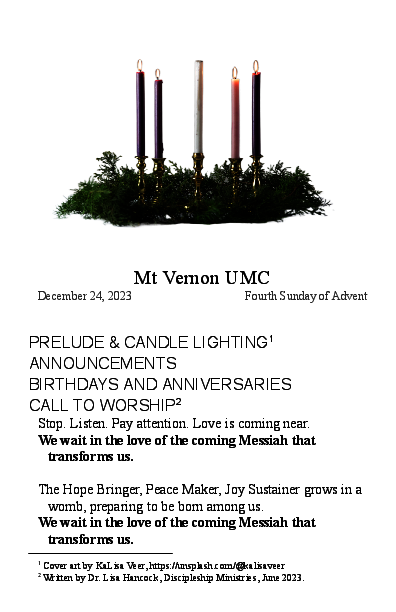 Mt Vernon UMC
December 24, 2023 Fourth Sunday of Advent
PRELUDE & CANDLE LIGHTING¹
ANNOUNCEMENTS
BIRTHDAYS AND ANNIVERSARIES
CALL TO WORSHIP²
Stop. Listen. Pay attention. Love is coming near.
We wait in the love of the coming Messiah that
transforms us.
The Hope Bringer, Peace Maker, Joy Sustainer grows in a
womb, preparing to be born among us.
We wait in the love of the coming Messiah that
transforms us.
¹ Cover art by KaLisa Veer, https://unsplash.com/@kalisaveer
² Written by Dr. Lisa Hancock, Discipleship Ministries, June 2023.